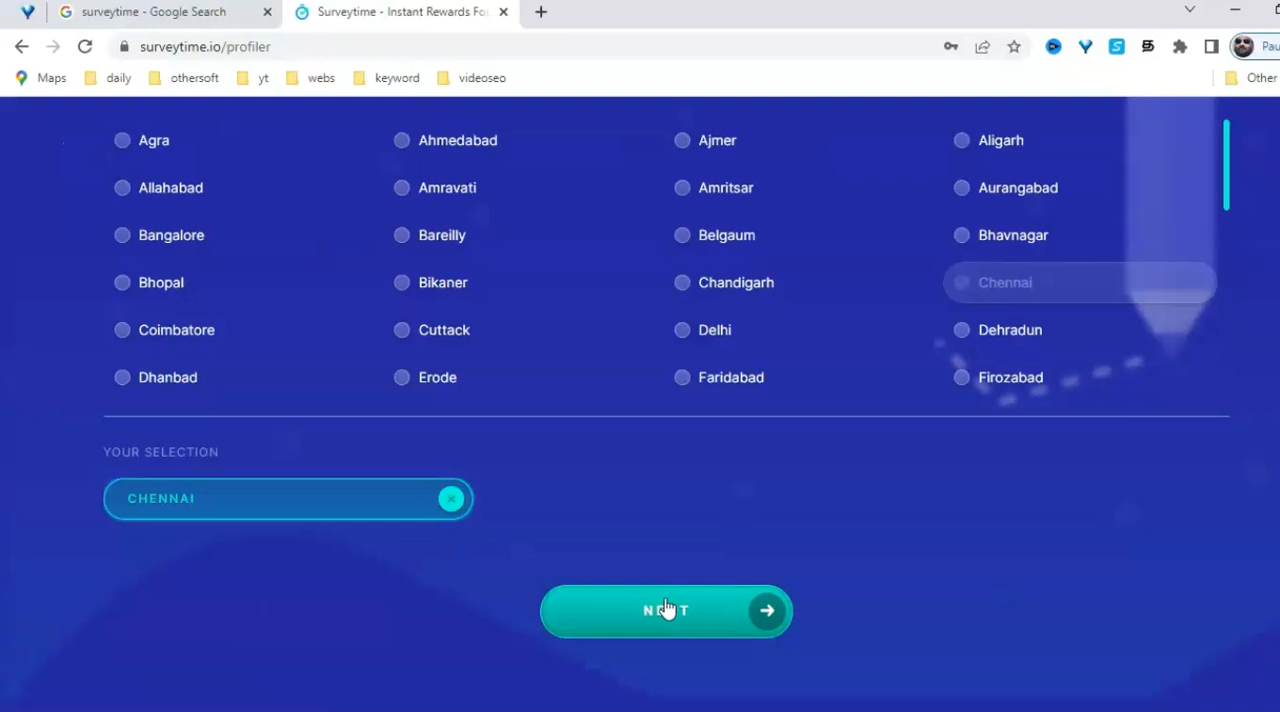 surveytime - Google Search
Surveytime - Instant Rewards Fo
surveytime.io/profiler
Pau
Maps daily othersoft yt webs keyword videoseo Other
Agra Ahmedabad Ajmer Aligarh
Allahabad Amravati Amritsar Aurangabad
Bangalore Bareilly Belgaum Bhavnagar
Bhopal Bikaner Chandigarh Chennai
Coimbatore Cuttack Delhi Dehradun
Dhanbad Erode Faridabad Firozabad
YOUR SELECTION
CHENNAI
NEXT